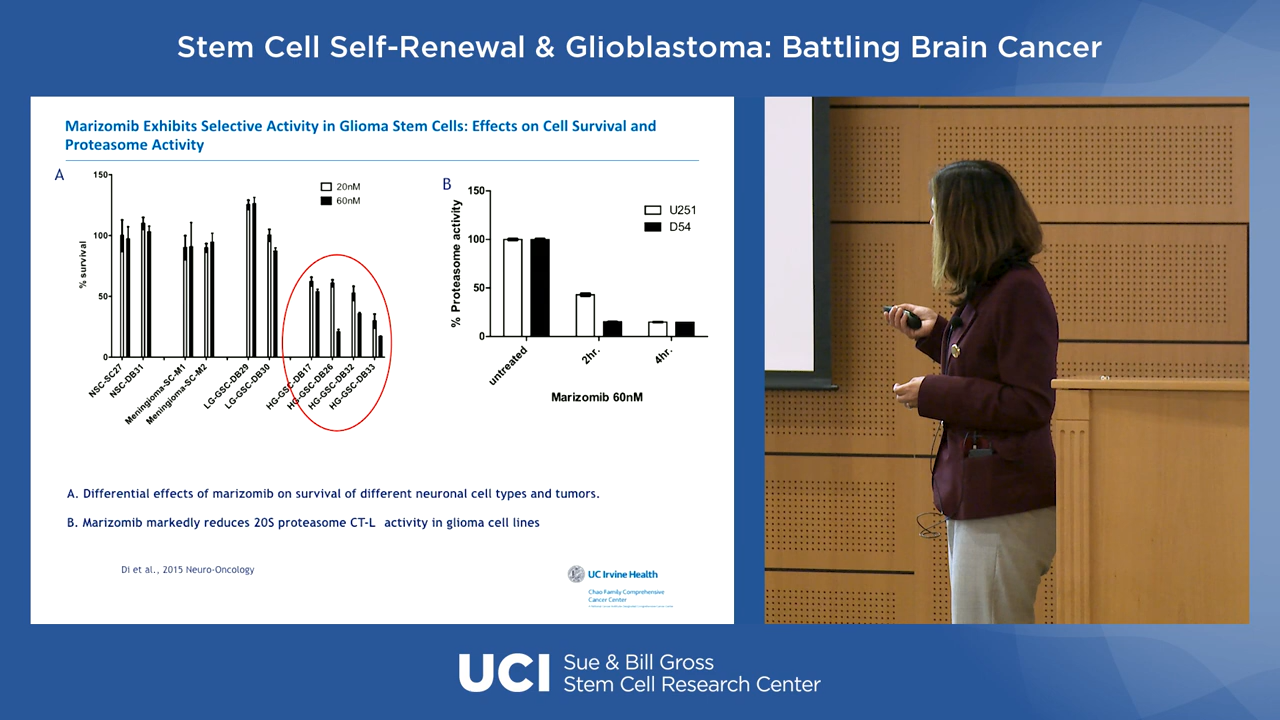 Stem Cell Self-Renewal & Glioblastoma: Battling Brain Cancer
Marizomib Exhibits Selective Activity in Glioma Stem Cells: Effects on Cell Survival and
Proteasome Activity
A
150
100
50
0
% survival
20nM
60nM
NSC-SC27
NSC-DB31
Meningioma-SC-M1
Meningioma-SC-M2
LG-GSC-DB29
LG-GSC-DB30
HG-GSC-DB17
HG-GSC-DB26
HG-GSC-DB32
HG-GSC-DB33
B
150
100
50
0
% Proteasome activity
U251
D54
untreated
2hr.
4hr.
Marizomib 60nM
A. Differential effects of marizomib on survival of different neuronal cell types and tumors.
B. Marizomib markedly reduces 20S proteasome CT-L activity in glioma cell lines
Di et al., 2015 Neuro-Oncology
UC Irvine Health
Chao Family Comprehensive
Cancer Center
UCI
Sue & Bill Gross
Stem Cell Research Center